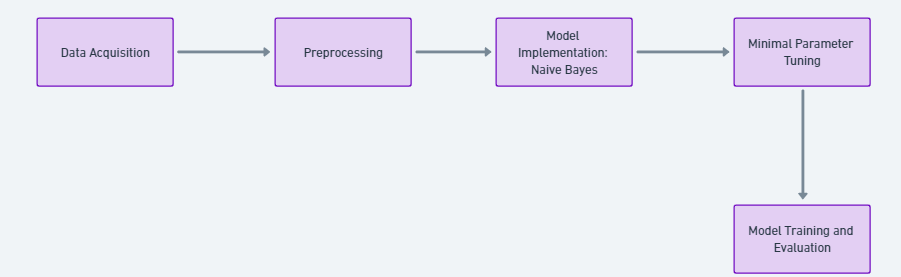 Data Acquisition
Preprocessing
Model
Implementation:
Naive Bayes
Minimal Parameter
Tuning
Model Training and
Evaluation